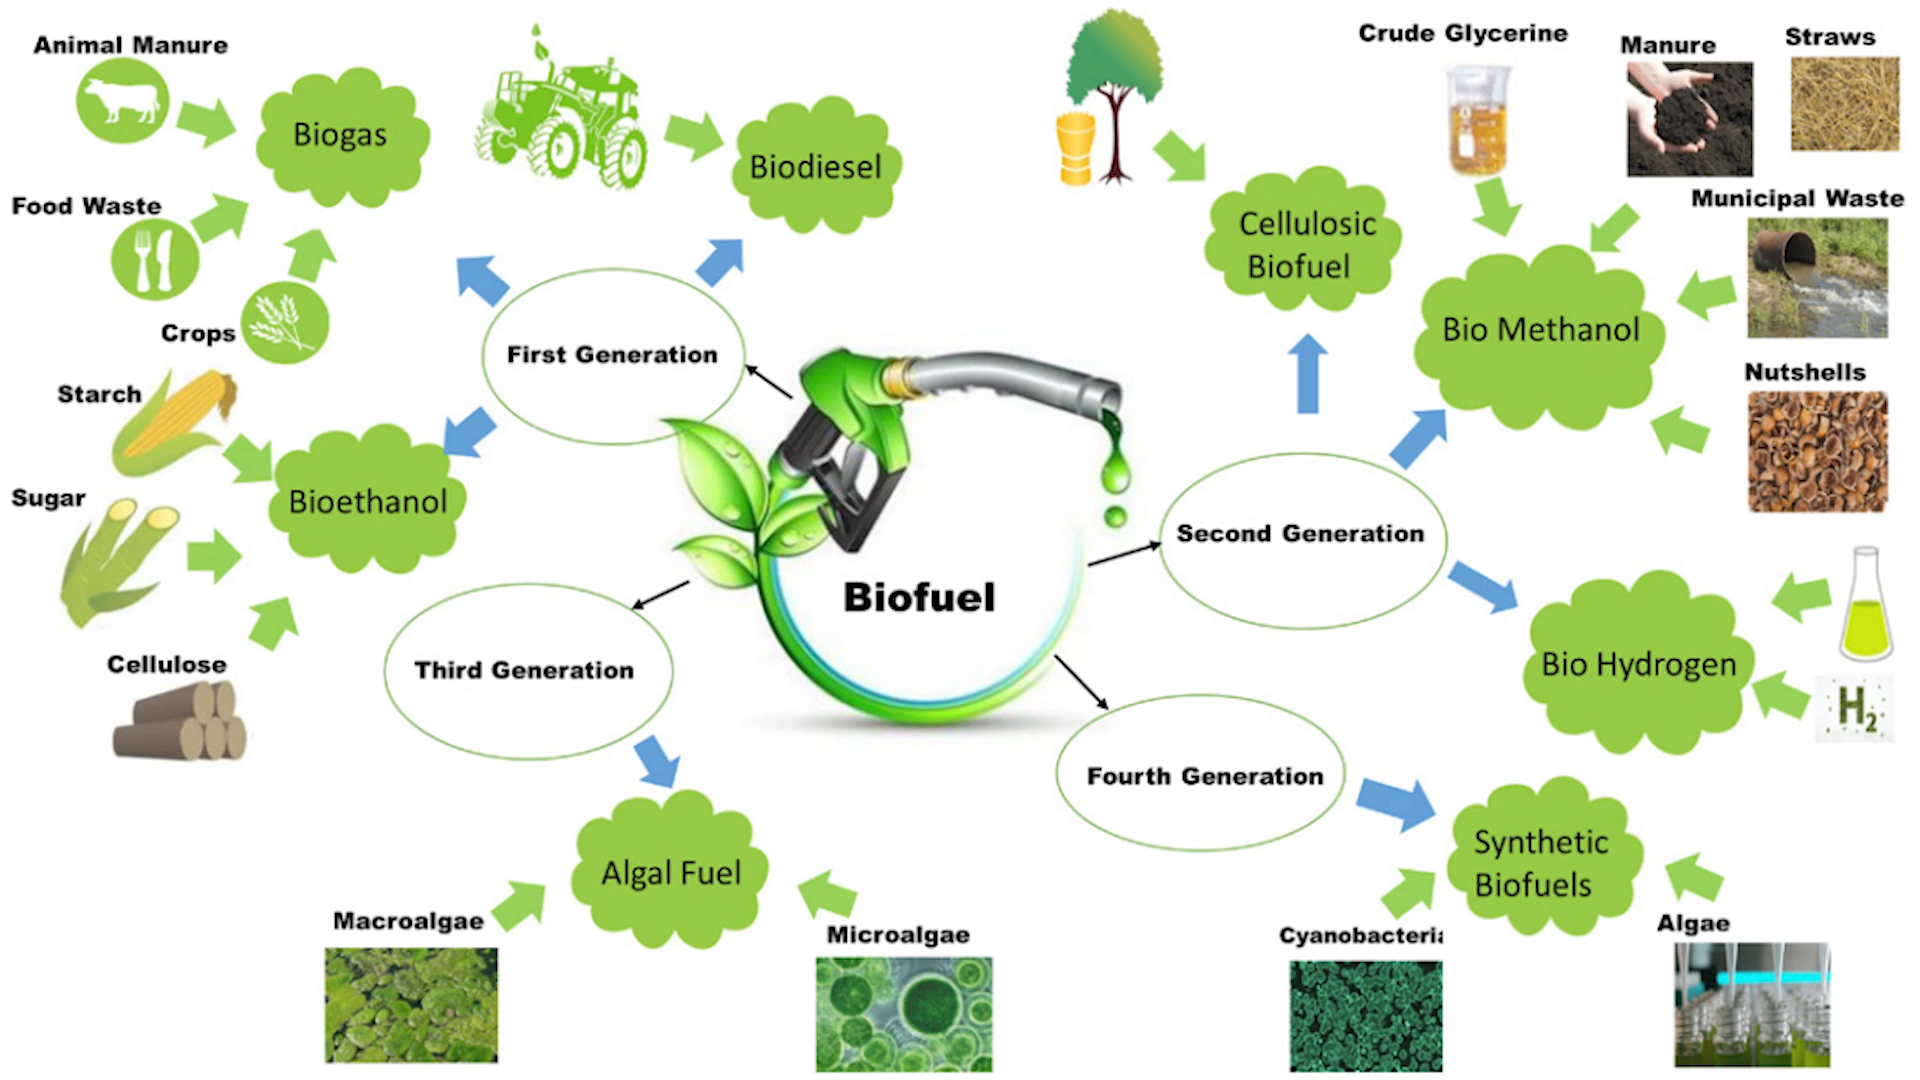 Animal Manure
Biogas
Food Waste
Crops
Biodiesel
First Generation
Starch
Bioethanol
Sugar
Cellulose
Crude Glycerine
Manure
Straws
Cellulosic
Biofuel
Bio Methanol
Municipal Waste
Nutshells
Second Generation
Biofuel
Bio Hydrogen
H2
Third Generation
Algal Fuel
Macroalgae
Microalgae
Fourth Generation
Synthetic
Biofuels
Cyanobacteria
Algae